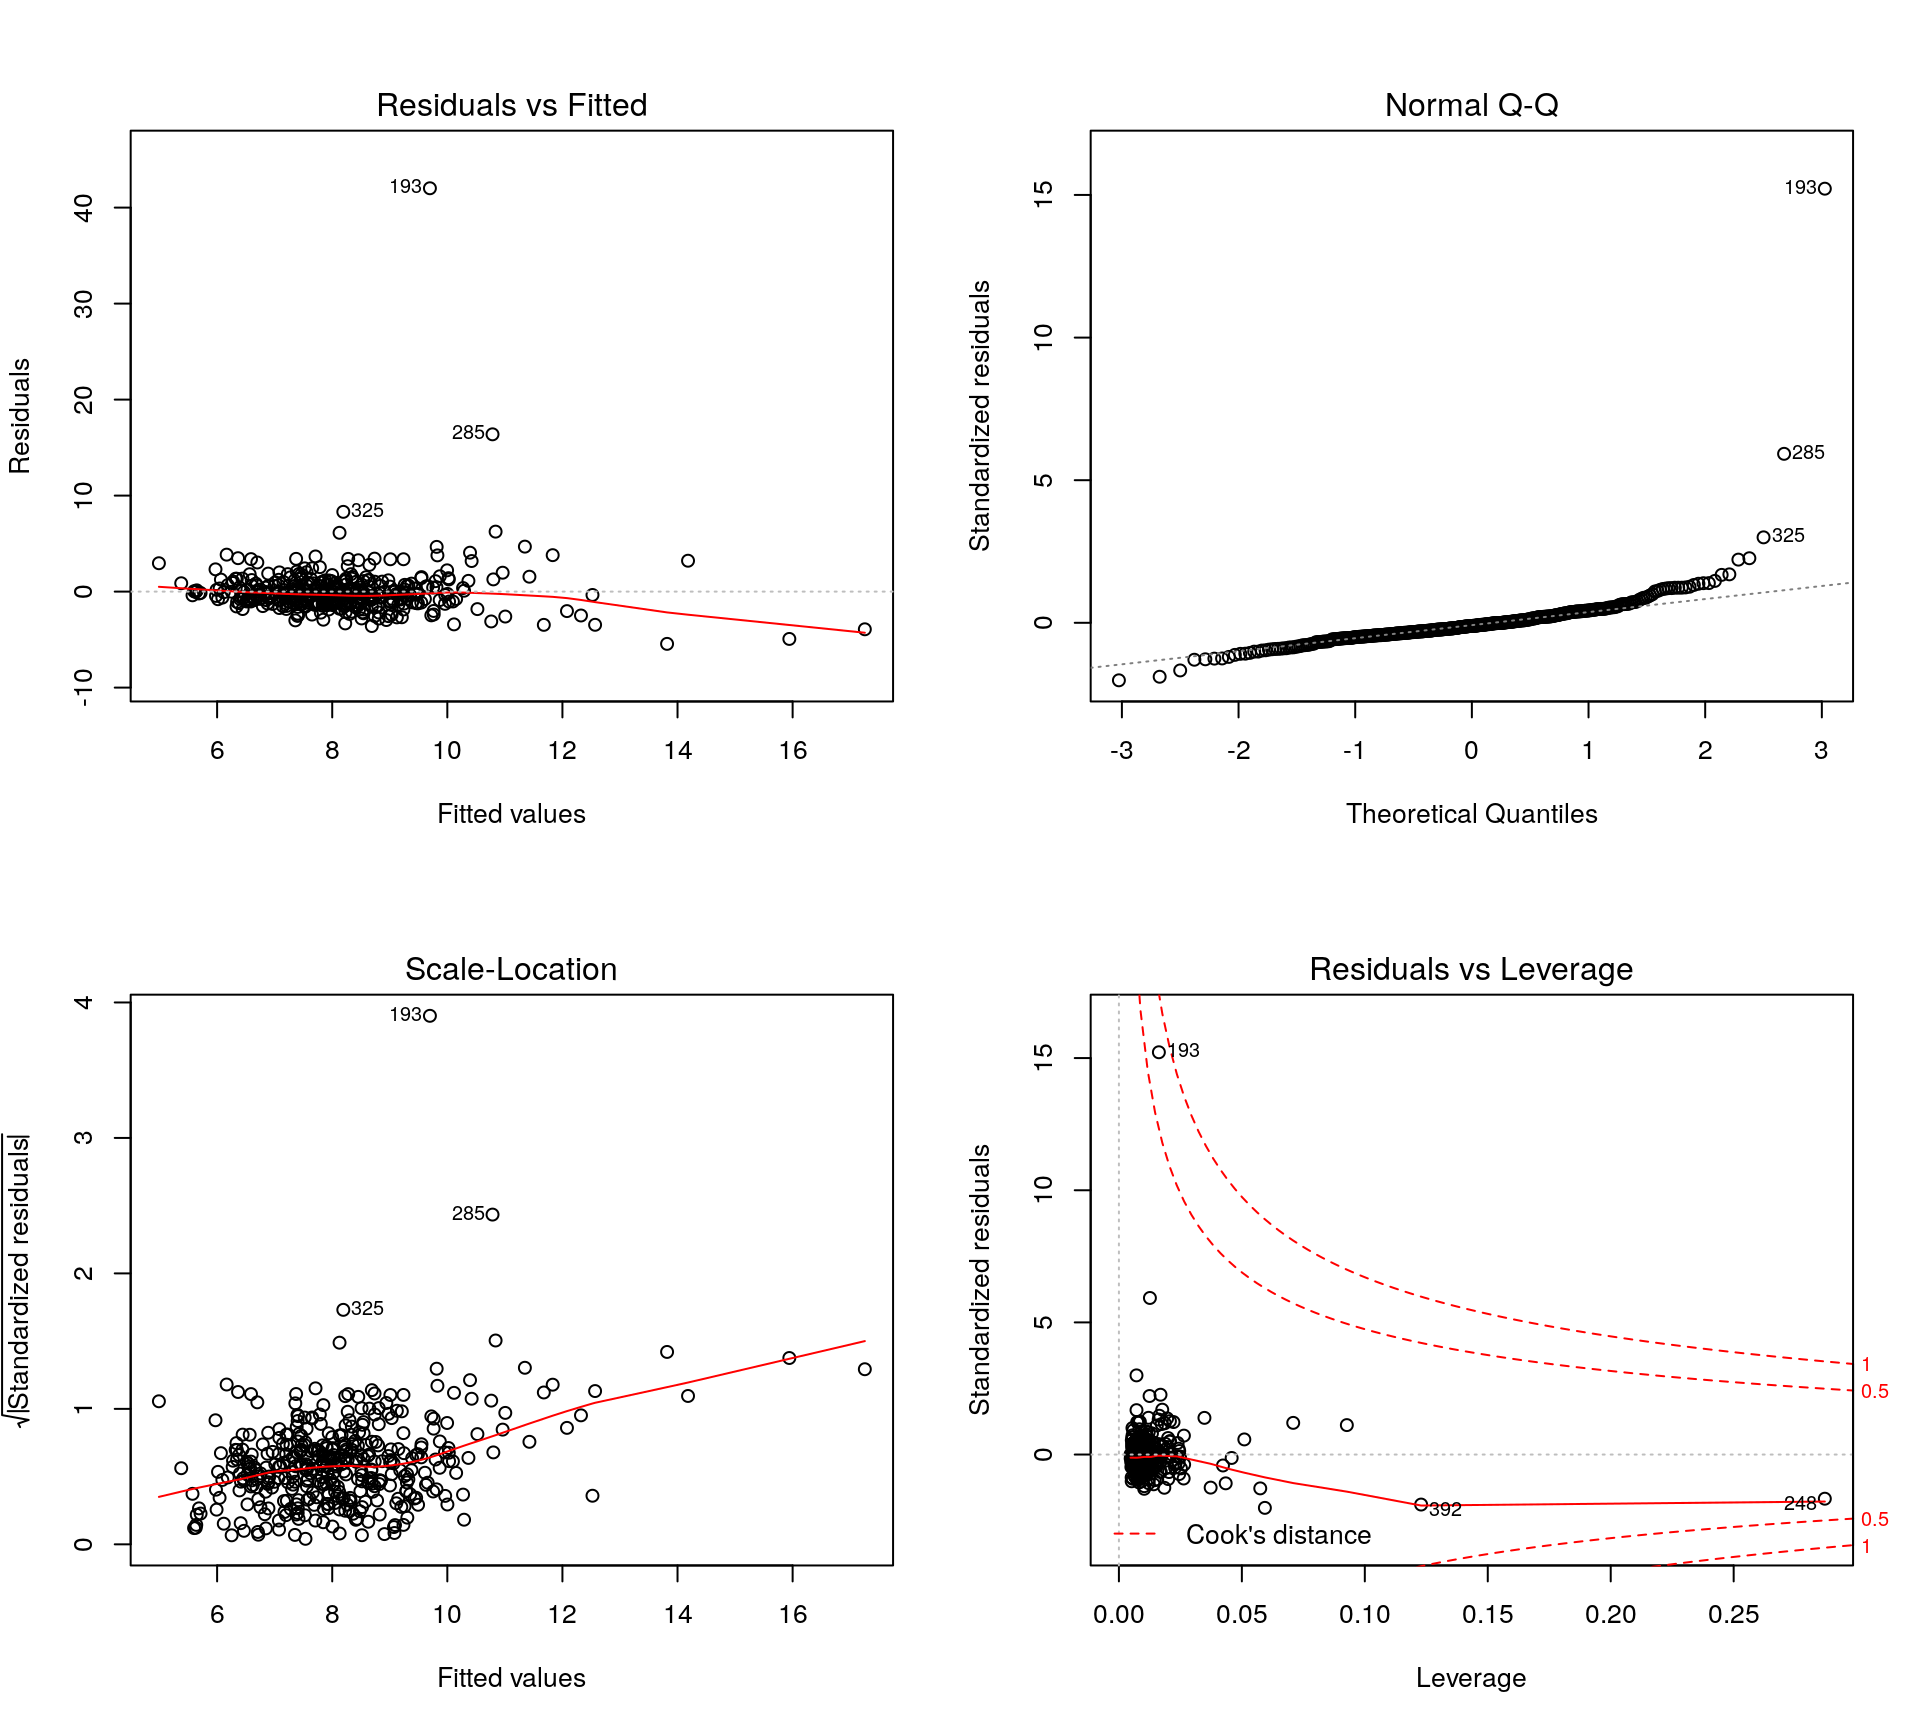 Residuals vs Fitted
Residuals
-10 0 10 20 30 40
193
285
325
6 8 10 12 14 16
Fitted values
Normal Q-Q
Standardized residuals
0 5 10 15
193
285
325
-3 -2 -1 0 1 2 3
Theoretical Quantiles
Scale-Location
√|Standardized residuals|
0 1 2 3 4
193
285
325
6 8 10 12 14 16
Fitted values
Residuals vs Leverage
Standardized residuals
0 5 10 15
193
1
0.5
248
392
0.5
1
Cook's distance
0.00 0.05 0.10 0.15 0.20 0.25
Leverage